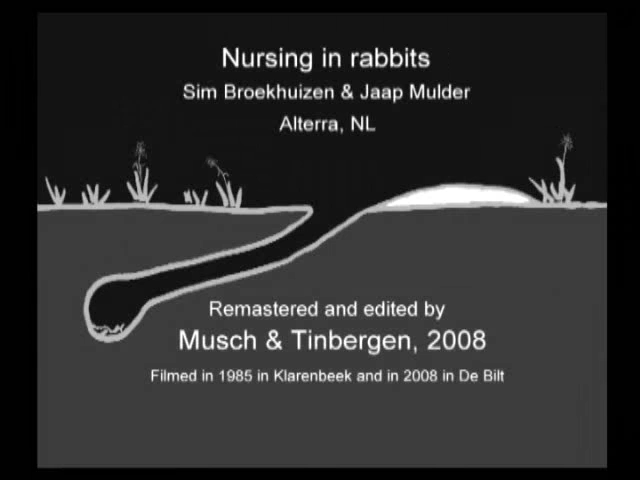 Nursing in rabbits
Sim Broekhuizen & Jaap Mulder
Alterra, NL
Remastered and edited by
Musch & Tinbergen, 2008
Filmed in 1985 in Klarenbeek and in 2008 in De Bilt